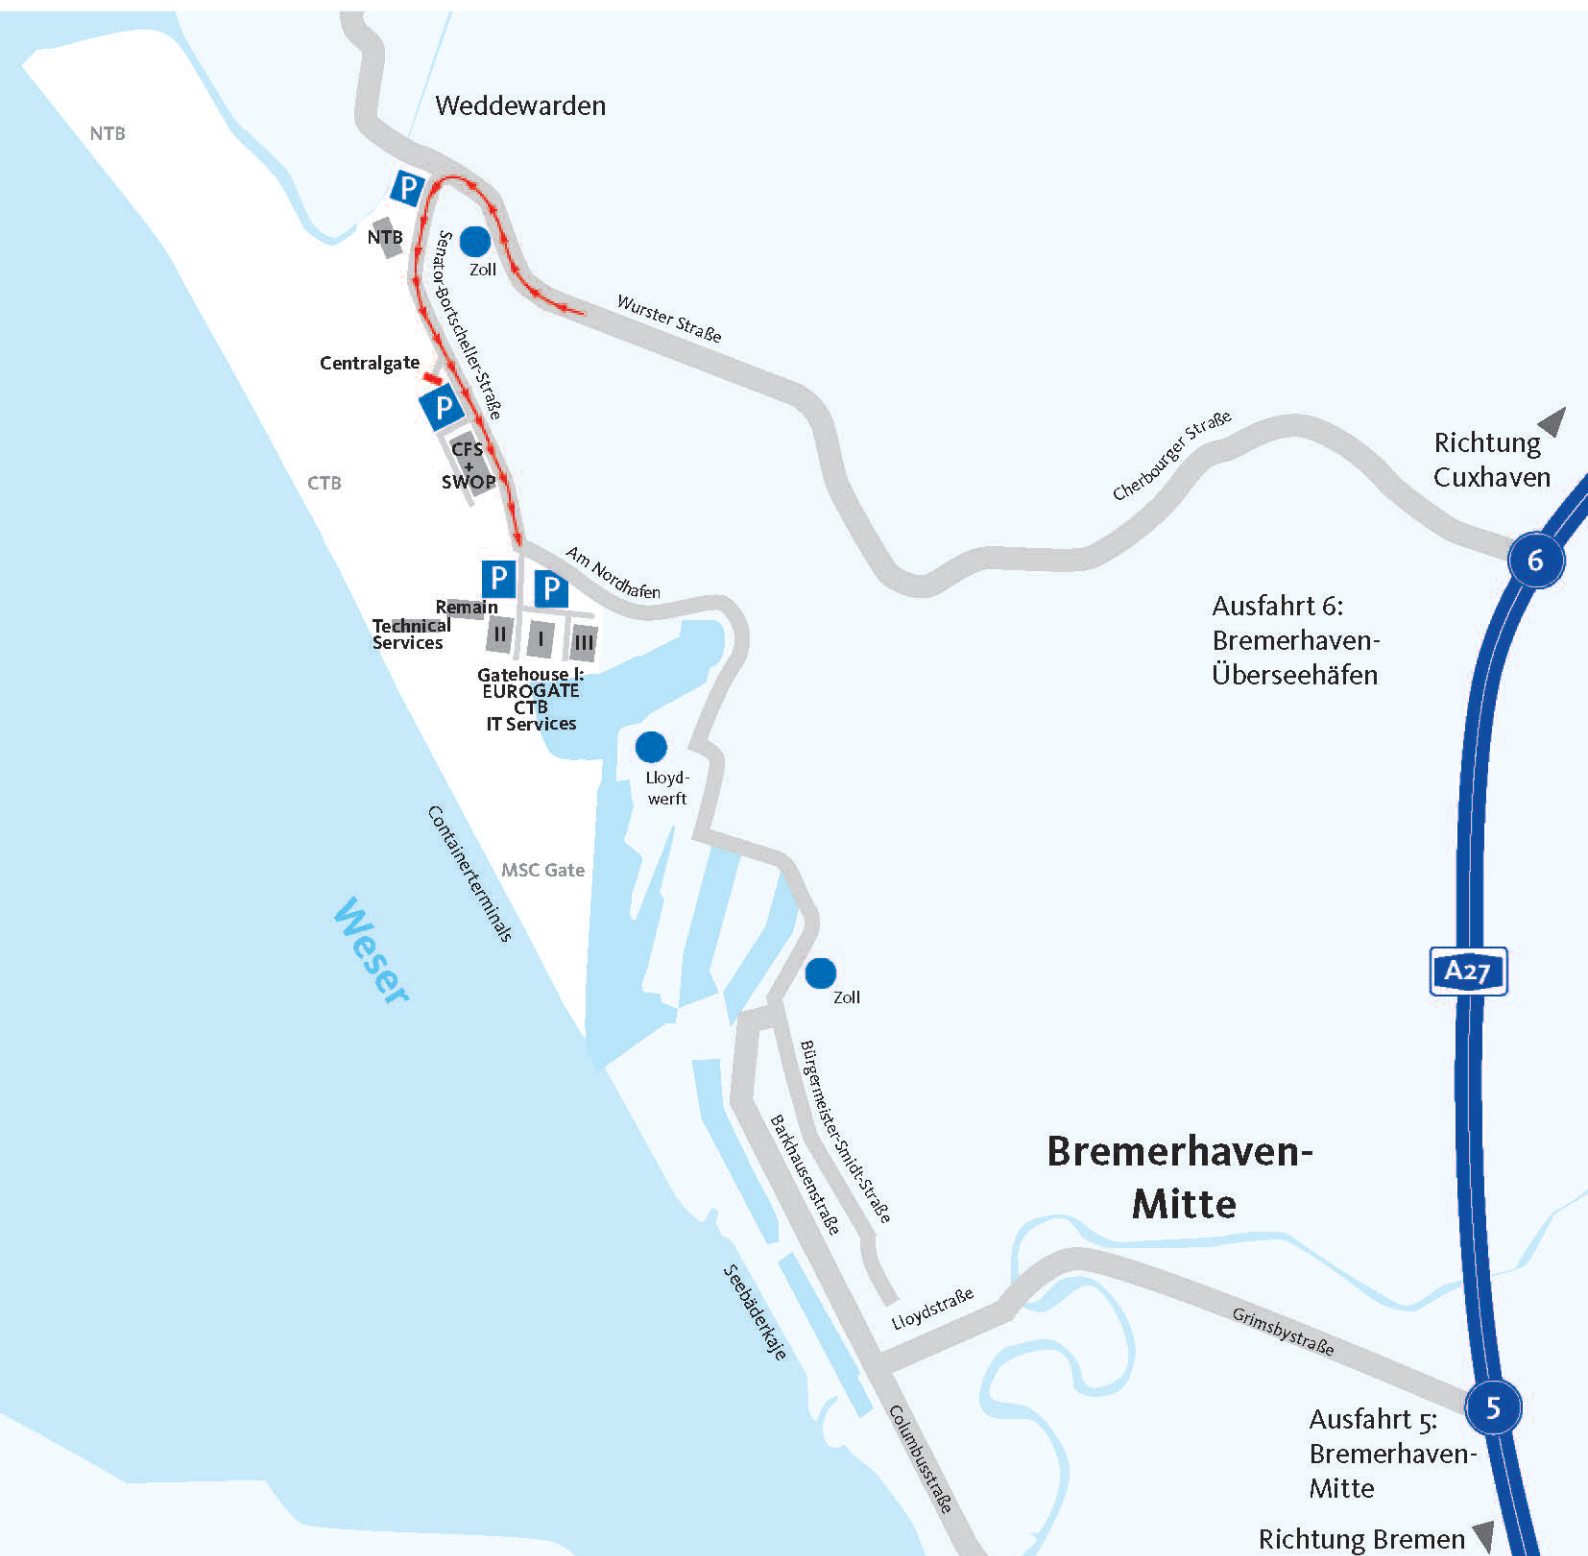 Weddewarden
NTB
P
NTB
Zoll
Senator-Bortscheller-Straße
Wurster Straße
Centralgate
P
CFS
+
SWOP
CTB
Cherbourger Straße
Richtung
Cuxhaven
6
Ausfahrt 6:
Bremerhaven-
Überseehäfen
Am Nordhafen
P
P
Remain
Technical
Services
II
I
III
Gatehouse I:
EUROGATE
CTB
IT Services
Lloyd-
werft
Containerterminals
MSC Gate
Weser
Zoll
A27
Bürgermeister-Smidt-Straße
Barkhausenstraße
Bremerhaven-
Mitte
Seebäderkaje
Lloydstraße
Grimsbystraße
Columbusstraße
5
Ausfahrt 5:
Bremerhaven-
Mitte
Richtung Bremen